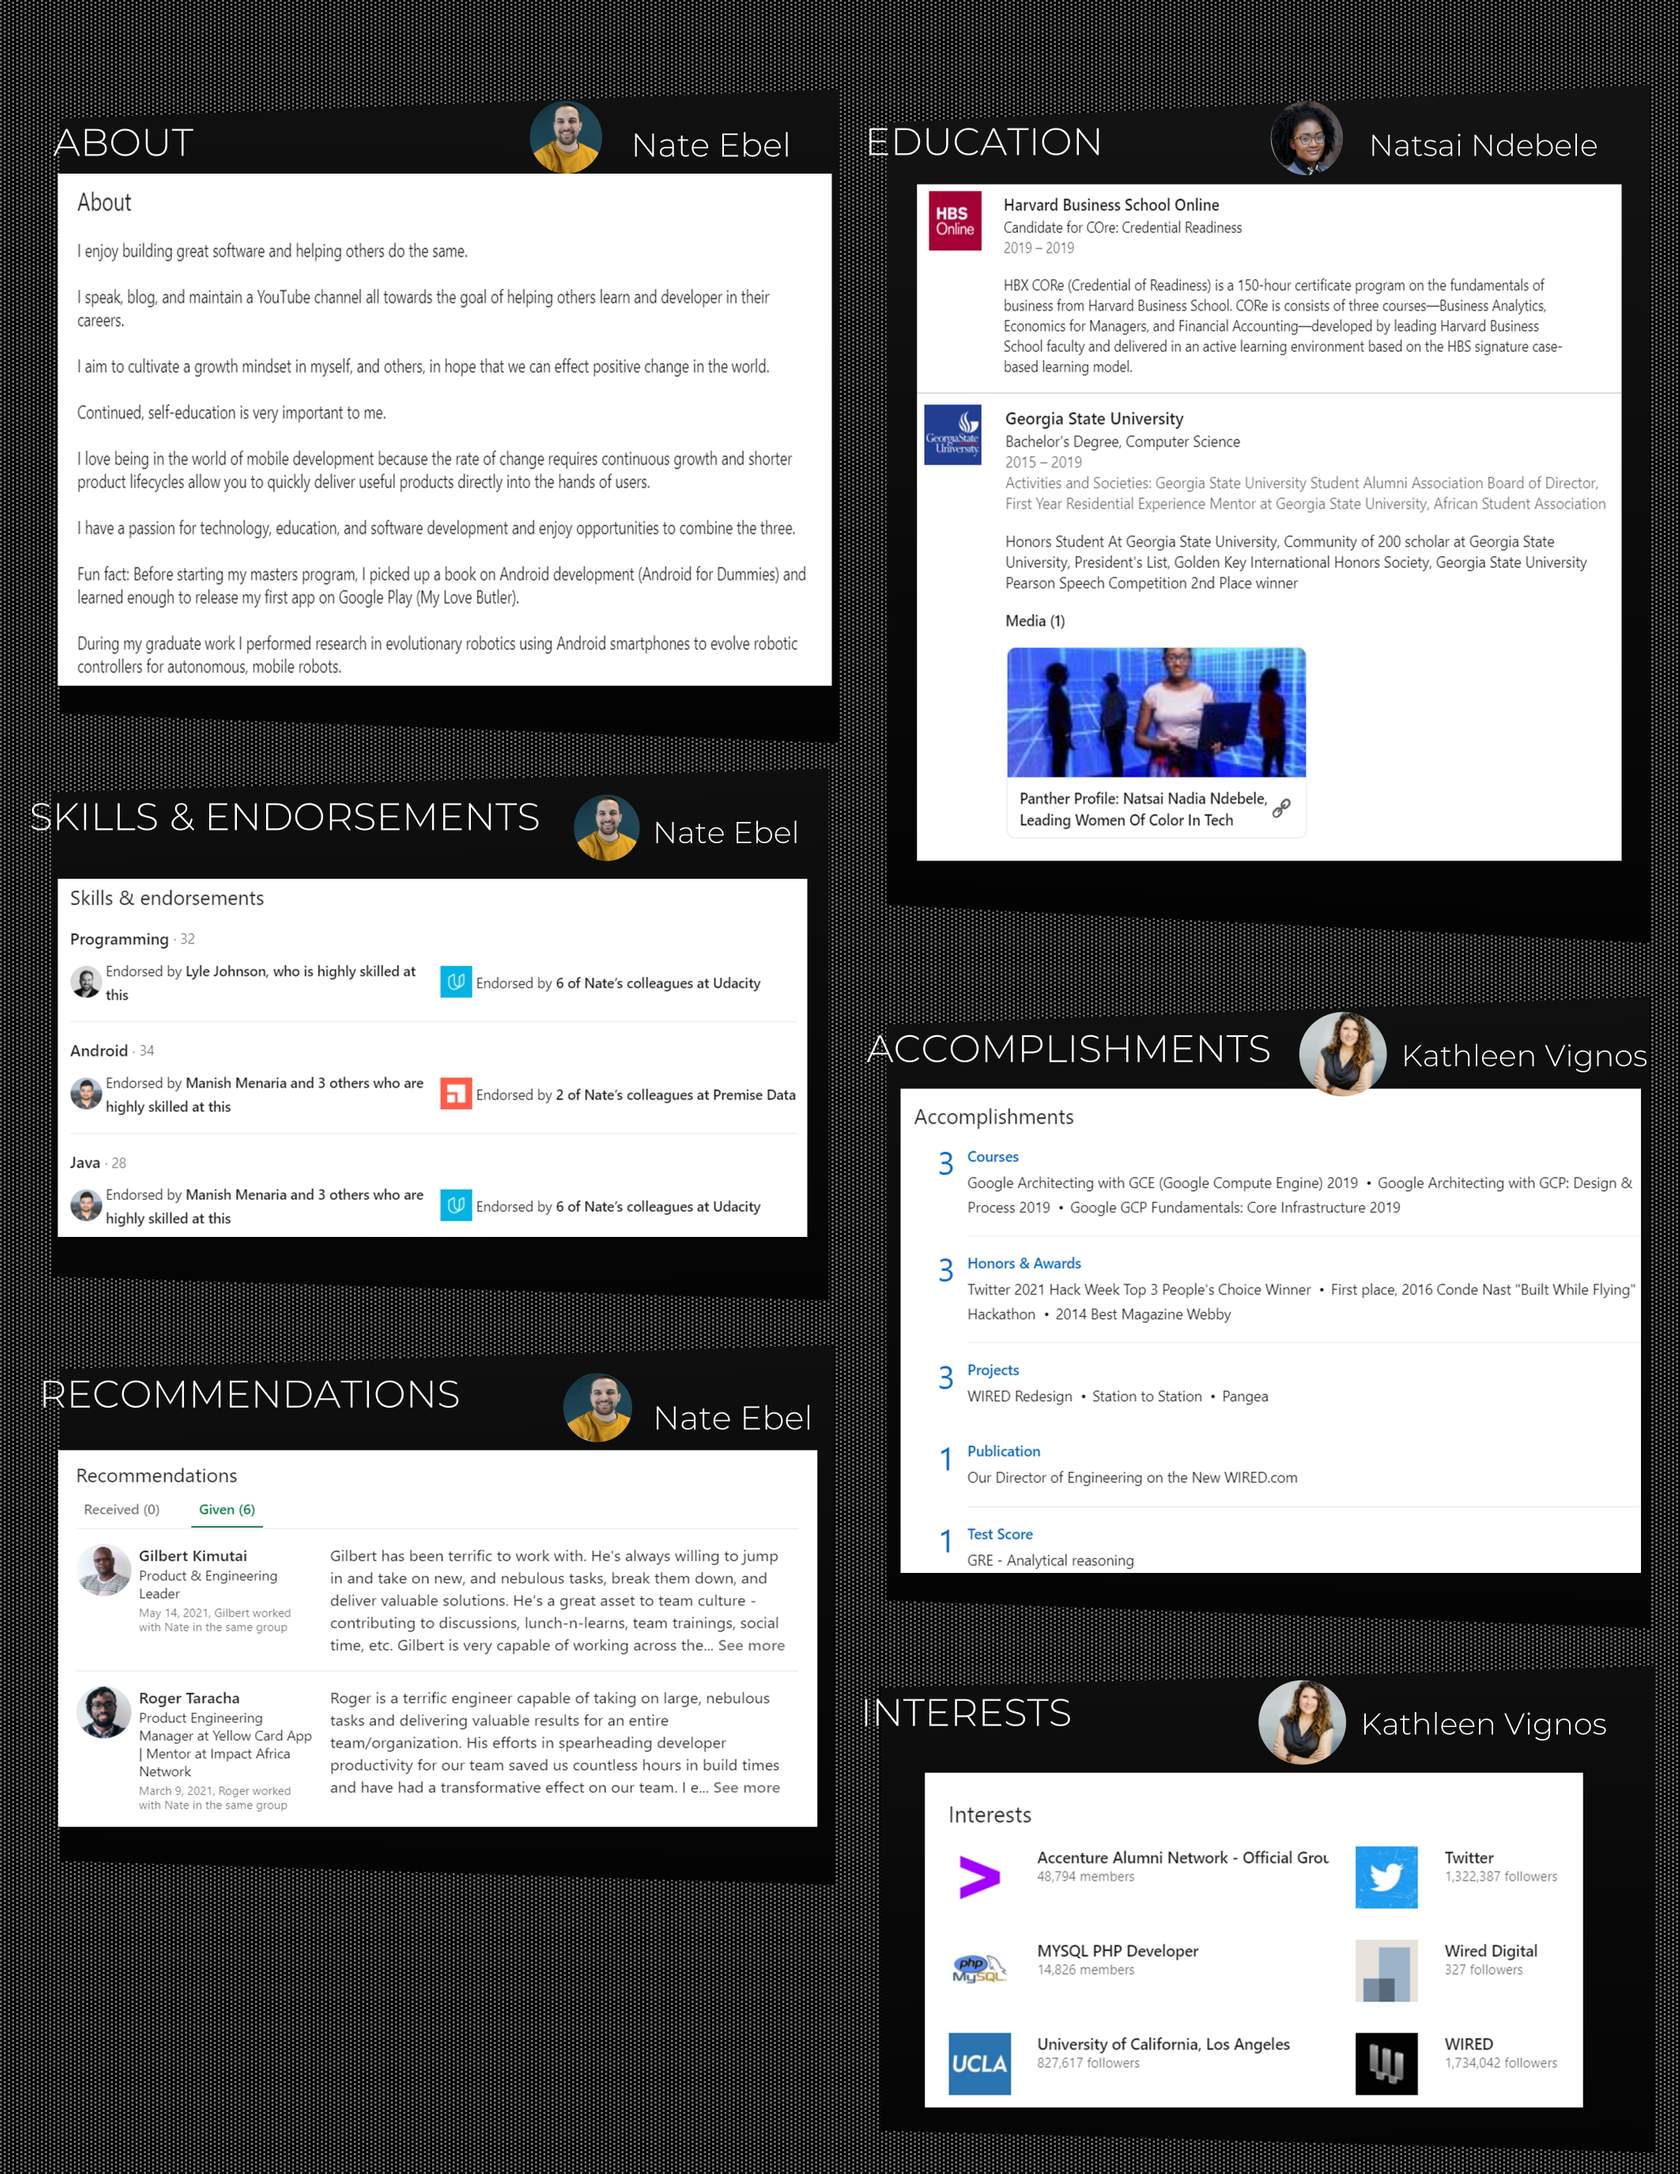 ABOUT
Nate Ebel
About
I enjoy building great software and helping others do the same.
I speak, blog, and maintain a YouTube channel all towards the goal of helping others learn and developer in their
careers.
I aim to cultivate a growth mindset in myself, and others, in hope that we can effect positive change in the world.
Continued, self-education is very important to me.
I love being in the world of mobile development because the rate of change requires continuous growth and shorter
product lifecycles allow you to quickly deliver useful products directly into the hands of users.
I have a passion for technology, education, and software development and enjoy opportunities to combine the three.
Fun fact: Before starting my masters program, I picked up a book on Android development (Android for Dummies) and
learned enough to release my first app on Google Play (My Love Butler).
During my graduate work I performed research in evolutionary robotics using Android smartphones to evolve robotic
controllers for autonomous, mobile robots.
SKILLS & ENDORSEMENTS
Nate Ebel
Skills & endorsements
Programming · 32
Endorsed by Lyle Johnson, who is highly skilled at
this
Endorsed by 6 of Nate's colleagues at Udacity
Android · 34
Endorsed by Manish Menaria and 3 others who are
highly skilled at this
Endorsed by 2 of Nate's colleagues at Premise Data
Java · 28
Endorsed by Manish Menaria and 3 others who are
highly skilled at this
Endorsed by 6 of Nate's colleagues at Udacity
RECOMMENDATIONS
Nate Ebel
Recommendations
Received (0)
Given (6)
Gilbert Kimutai
Product & Engineering
Leader
May 14, 2021, Gilbert worked
with Nate in the same group
Gilbert has been terrific to work with. He's always willing to jump
in and take on new, and nebulous tasks, break them down, and
deliver valuable solutions. He's a great asset to team culture -
contributing to discussions, lunch-n-learns, team trainings, social
time, etc. Gilbert is very capable of working across the... See more
Roger Taracha
Product Engineering
Manager at Yellow Card App
| Mentor at Impact Africa
Network
March 9, 2021, Roger worked
with Nate in the same group
Roger is a terrific engineer capable of taking on large, nebulous
tasks and delivering valuable results for an entire
team/organization. His efforts in spearheading developer
productivity for our team saved us countless hours in build times
and have had a transformative effect on our team. I e... See more
EDUCATION
Natsai Ndebele
HBS
Online
Harvard Business School Online
Candidate for COre: Credential Readiness
2019 – 2019
HBX CORe (Credential of Readiness) is a 150-hour certificate program on the fundamentals of
business from Harvard Business School. CORe is consists of three courses—Business Analytics,
Economics for Managers, and Financial Accounting—developed by leading Harvard Business
School faculty and delivered in an active learning environment based on the HBS signature case-
based learning model.
GeorgiaState
University
Georgia State University
Bachelor's Degree, Computer Science
2015 – 2019
Activities and Societies: Georgia State University Student Alumni Association Board of Director,
First Year Residential Experience Mentor at Georgia State University, African Student Association
Honors Student At Georgia State University, Community of 200 scholar at Georgia State
University, President's List, Golden Key International Honors Society, Georgia State University
Pearson Speech Competition 2nd Place winner
Media (1)
Panther Profile: Natsai Nadia Ndebele,
Leading Women Of Color In Tech
ACCOMPLISHMENTS
Kathleen Vignos
Accomplishments
3 Courses
Google Architecting with GCE (Google Compute Engine) 2019 • Google Architecting with GCP: Design &
Process 2019 • Google GCP Fundamentals: Core Infrastructure 2019
3 Honors & Awards
Twitter 2021 Hack Week Top 3 People's Choice Winner • First place, 2016 Conde Nast "Built While Flying"
Hackathon • 2014 Best Magazine Webby
3 Projects
WIRED Redesign • Station to Station • Pangea
1 Publication
Our Director of Engineering on the New WIRED.com
1 Test Score
GRE - Analytical reasoning
INTERESTS
Kathleen Vignos
Interests
Accenture Alumni Network - Official Grou
48,794 members
Twitter
1,322,387 followers
php
MySQL
MYSQL PHP Developer
14,826 members
Wired Digital
327 followers
UCLA
University of California, Los Angeles
827,617 followers
WIRED
1,734,042 followers